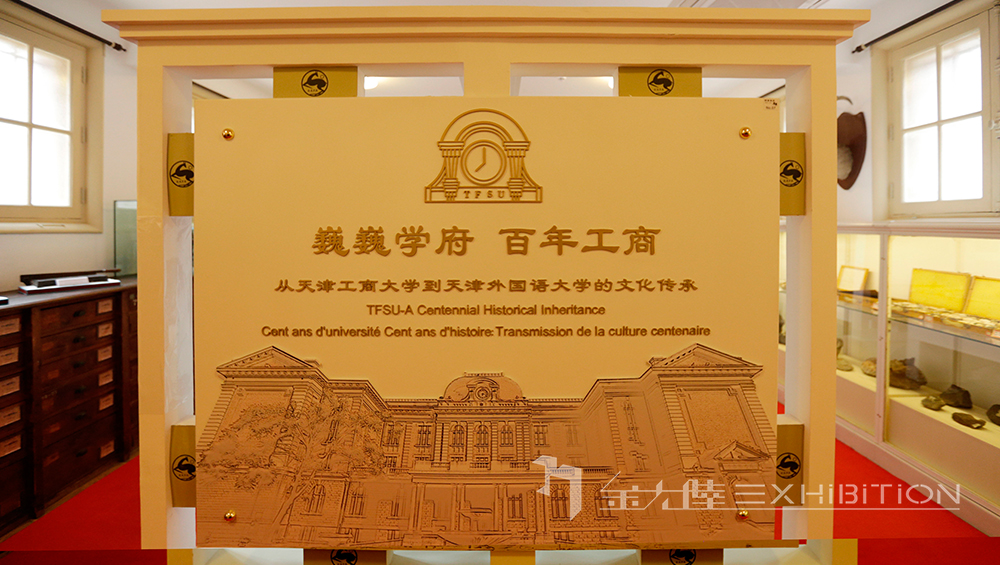 TFSU
巍巍学府 百年工商
从天津工商大学到天津外国语大学的文化传承
TFSU-A Centennial Historical Inheritance
Cent ans d'université Cent ans d'histoire: Transmission de la culture centenaire
EXHIBITION